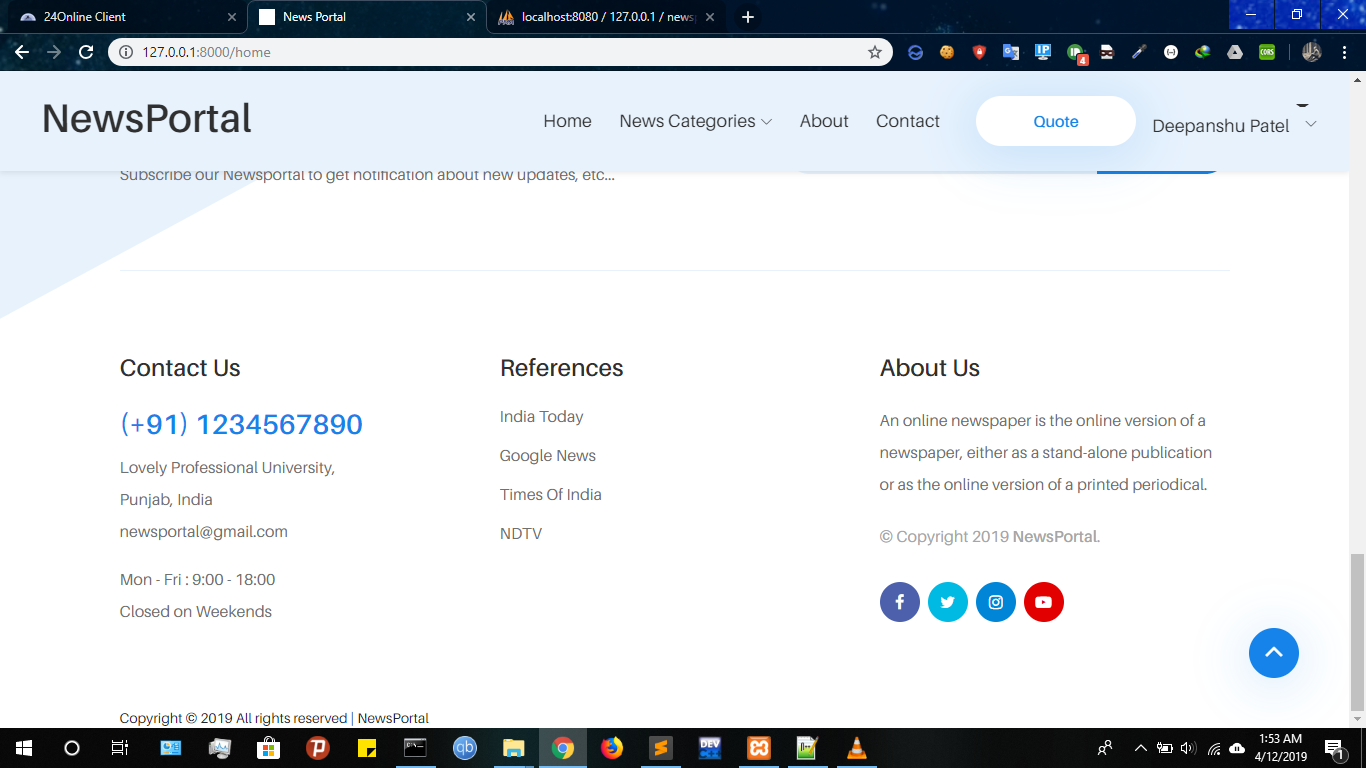 24Online Client
News Portal
localhost:8080 / 127.0.0.1 / news
127.0.0.1:8000/home
IP
4
CORS
NewsPortal
Home
News Categories
About
Contact
Quote
Deepanshu Patel
Subscribe our Newsportal to get notification about new updates, etc...
Contact Us
(+91) 1234567890
Lovely Professional University,
Punjab, India
newsportal@gmail.com
Mon - Fri : 9:00 - 18:00
Closed on Weekends
References
India Today
Google News
Times Of India
NDTV
About Us
An online newspaper is the online version of a
newspaper, either as a stand-alone publication
or as the online version of a printed periodical.
© Copyright 2019 NewsPortal.
Copyright © 2019 All rights reserved | NewsPortal
qb
DEV
1:53 AM
4/12/2019
1